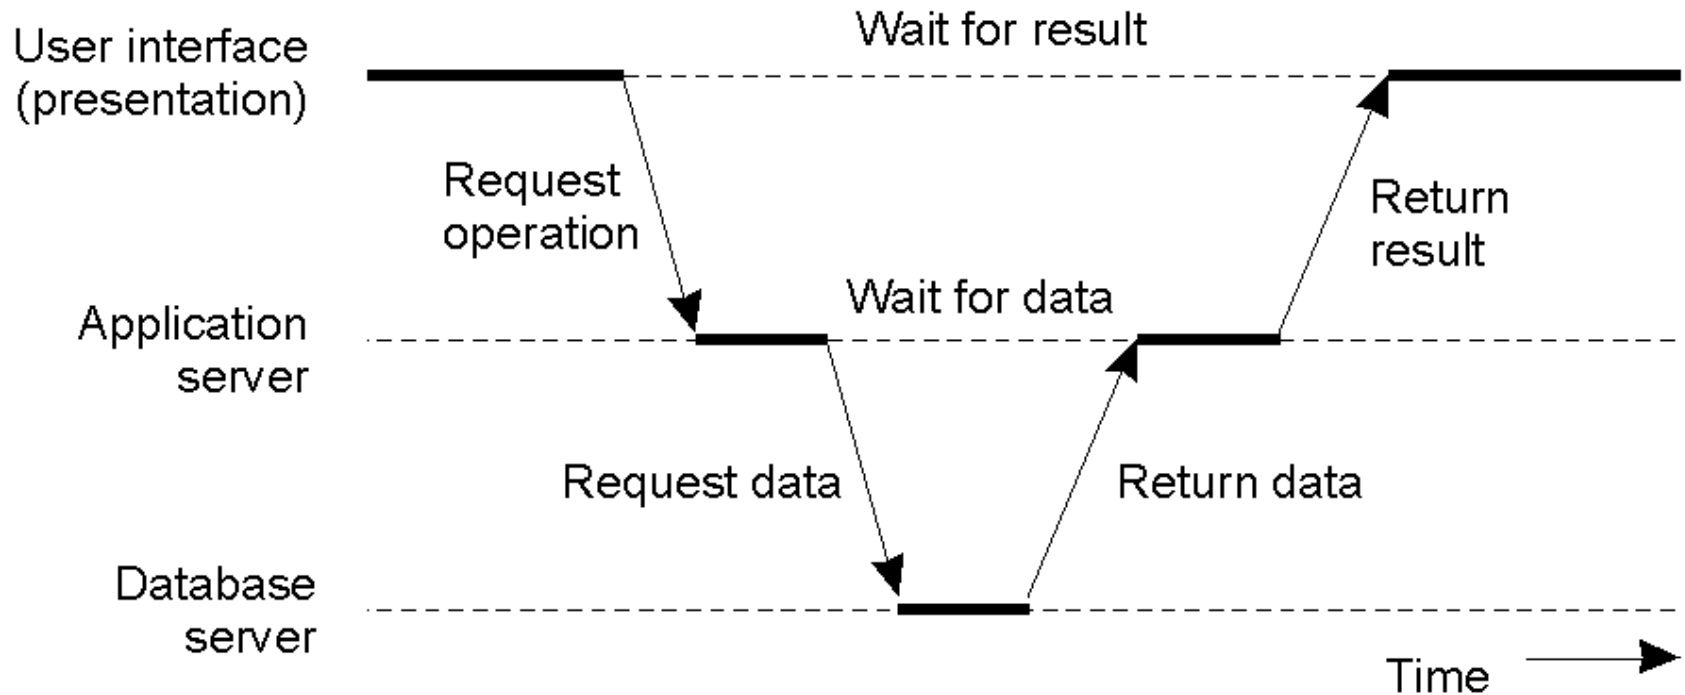 Wait for result
User interface
(presentation)
Request
operation
Return
result
Wait for data
Application
server
Request data
Return data
Database
server
Time